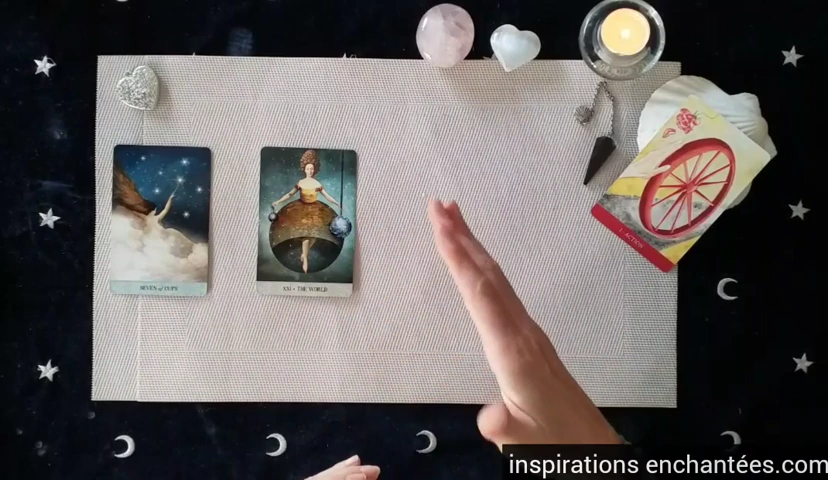 SEVEN of CUPS
XXI • THE WORLD
1. ACTION
inspirations enchantées.com